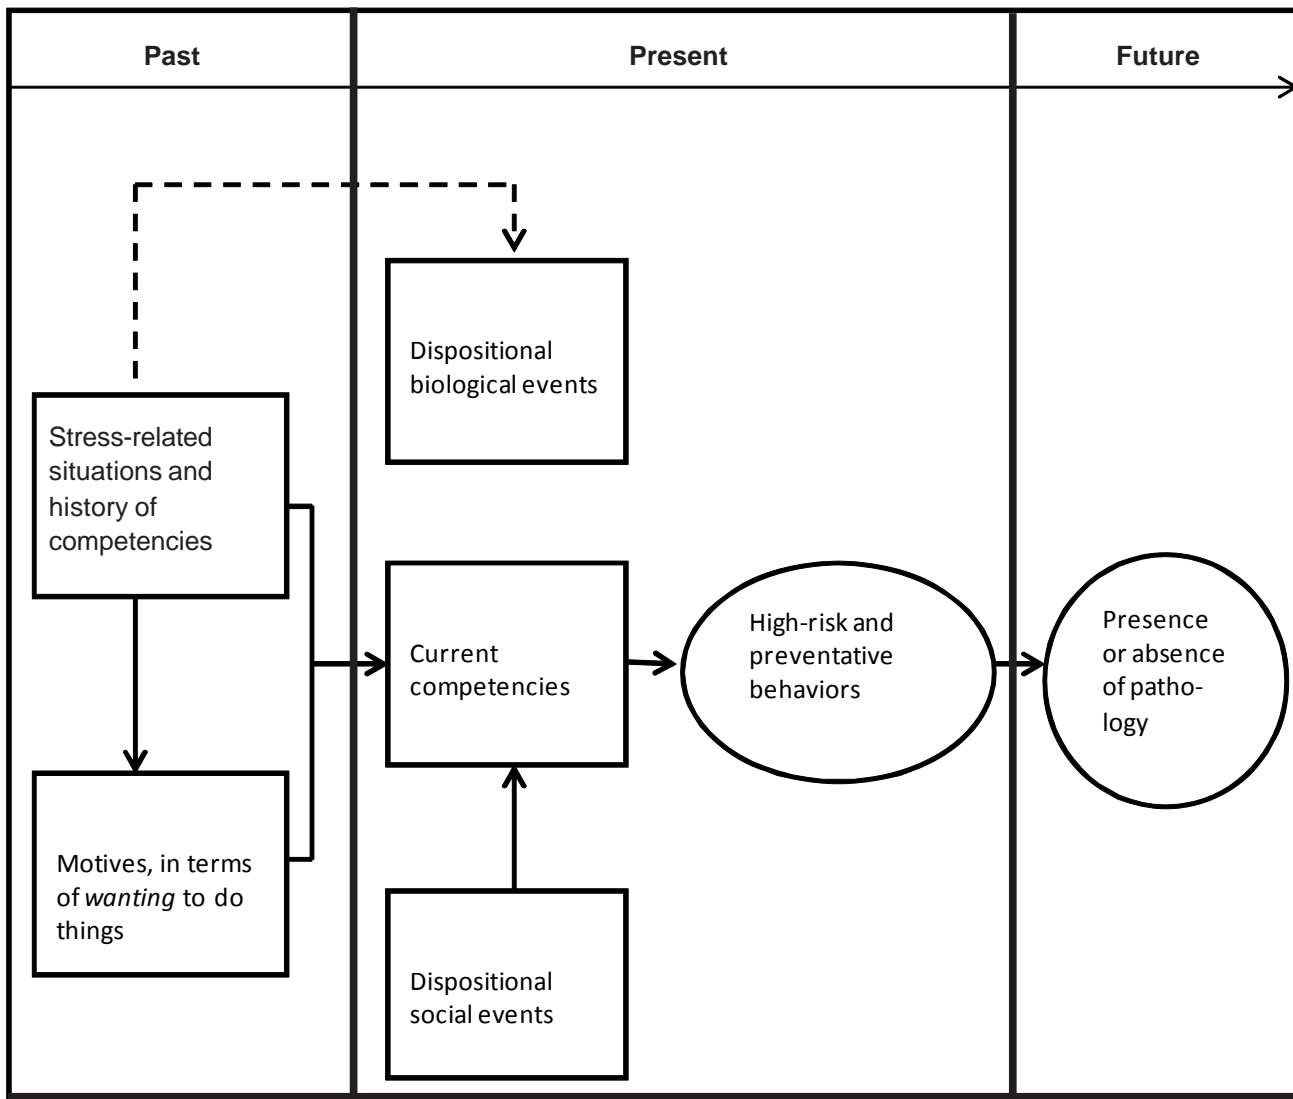 Past
Present
Future
Dispositional
biological events
Stress-related
situations and
history of
competencies
Current
competencies
High-risk and
preventative
behaviors
Presence
or absence
of patho-
logy
Motives, in terms
of wanting to do
things
Dispositional
social events